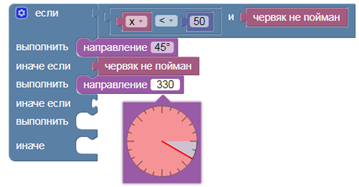 если x < 50 и червяк не пойман
выполнить направление 45°
иначе если червяк не пойман
выполнить направление 330
иначе если
выполнить
иначе